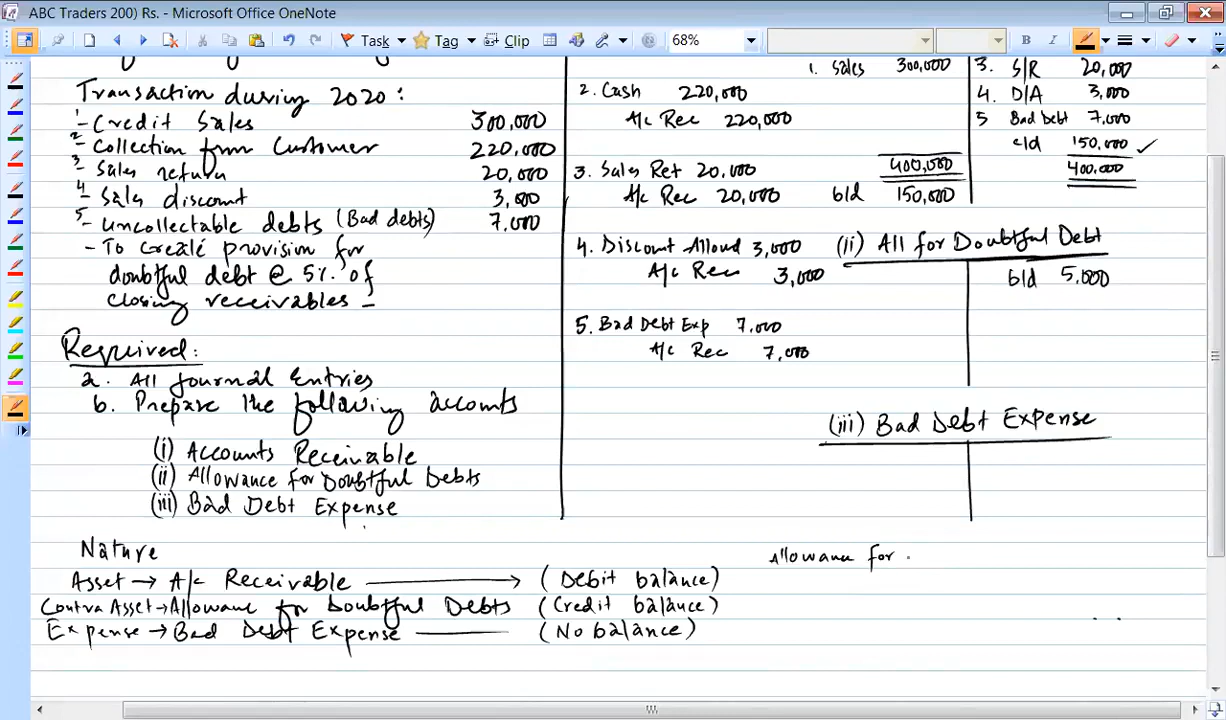 ABC Traders 200) Rs. - Microsoft Office OneNote
Task
Tag
Clip
68%
B I
Transaction during 2020 :
1- Credit Sales 300,000
2- Collection from Customer 220,000
3- Sales return 20,000
4- Sales discount 3,000
5- Uncollectable debts (Bad debts) 7,000
- To create provision for
doubtful debt @ 5% of
closing receivables -
Required :
a. All Journal Entries
b. Prepare the following accounts
(i) Accounts Receivable
(ii) Allowance for Doubtful Debts
(iii) Bad Debt Expense
Nature
Asset → A/c Receivable (Debit balance)
Contra Asset → Allowance for Doubtful Debts (Credit balance)
Expense → Bad Debt Expense (No balance)
2. Cash 220,000
A/c Rec 220,000
3. Sales Ret 20,000
A/c Rec 20,000
4. Discount Allowd 3,000
A/c Rec 3,000
5. Bad Debt Exp 7,000
A/c Rec 7,000
1. Sales 300,000
400,000
b/d 150,000
3. S/R 20,000
4. D/A 3,000
5 Bad Debt 7,000
c/d 150,000 ✓
400,000
(ii) All for Doubtful Debt
b/d 5,000
(iii) Bad Debt Expense
Allowance for